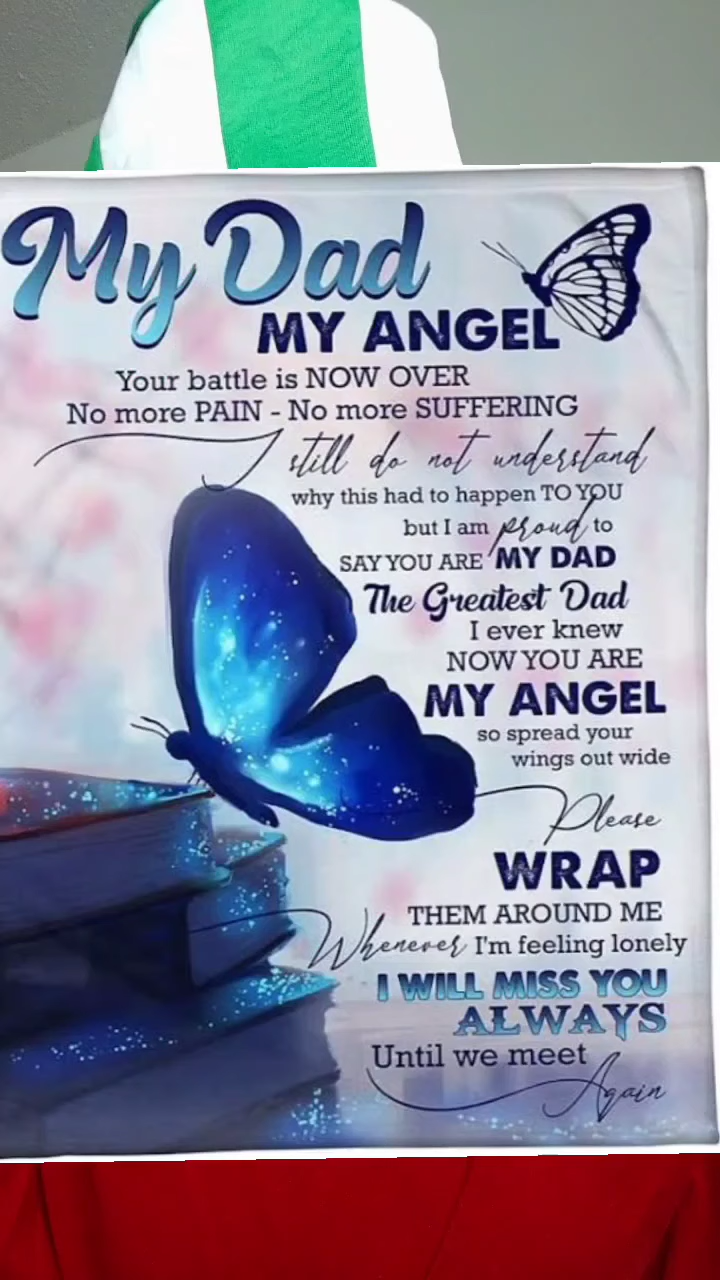 My Dad
MY ANGEL
Your battle is NOW OVER
No more PAIN - No more SUFFERING
I still do not understand
why this had to happen TO YOU
but I am proud to
SAY YOU ARE MY DAD
The Greatest Dad
I ever knew
NOW YOU ARE
MY ANGEL
so spread your
wings out wide
Please
WRAP
THEM AROUND ME
Whenever I'm feeling lonely
I WILL MISS YOU
ALWAYS
Until we meet
Again